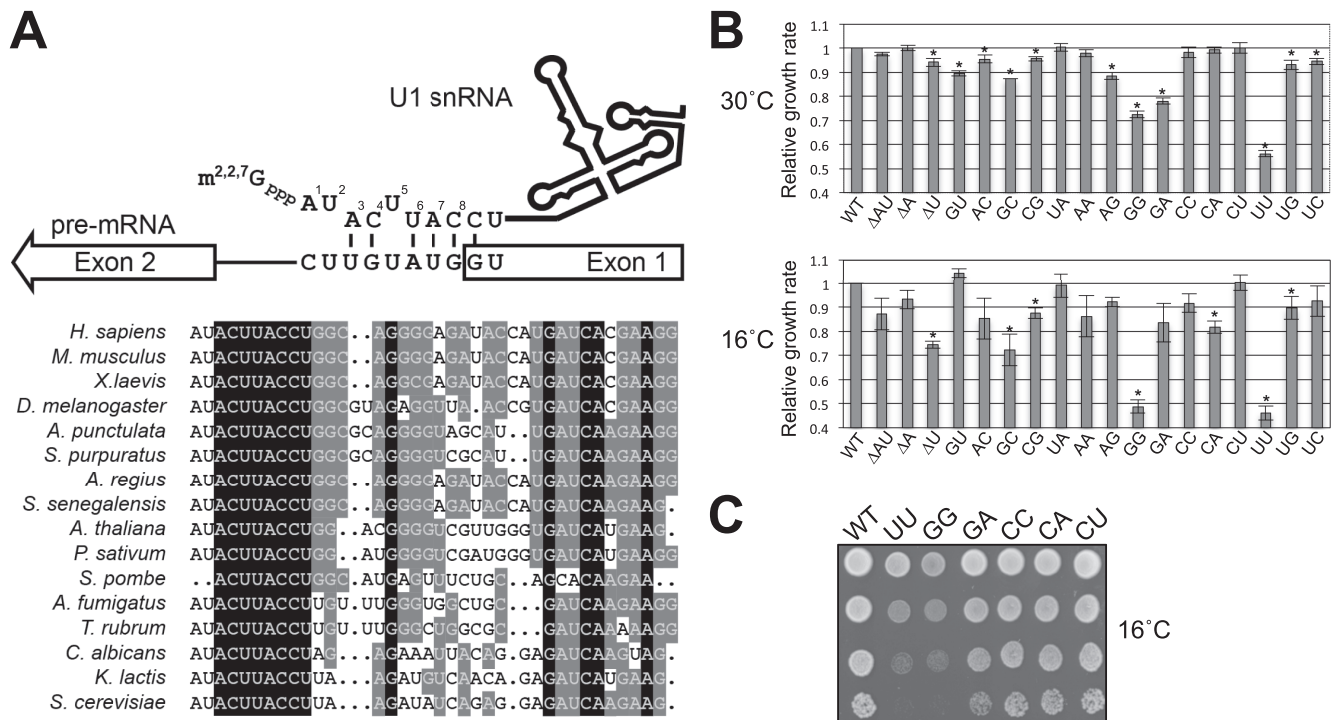 A
U1 snRNA
m2,2,7GpppAUACUUACCU
1 2 3 4 5 6 7 8
pre-mRNA
Exon 2 CUUGUAUGGU Exon 1
H. sapiens AUACUUACCUGGC..AGGGGAGAUACCAUGAUCACGAAGG
M. musculus AUACUUACCUGGC..AGGGGAGAUACCAUGAUCACGAAGG
X.laevis AUACUUACCUGGC..AGGCGAGAUACCAUGAUCACGAAGG
D. melanogaster AUACUUACCUGGCGUAGAGGUUA.ACCGUGAUCACGAAGG
A. punctulata AUACUUACCUGGCGCAGGGGUAGCAU..UGAUCAAGAAGG
S. purpuratus AUACUUACCUGGCGCAGGGGUCGCAU..UGAUCAAGAAGG
A. regius AUACUUACCUGGC..AGGGGAGAUACCAUGAUCAAGAAGG
S. senegalensis AUACUUACCUGGC..AGGGGAGAUACCAUGAUCAAGAAG.
A. thaliana AUACUUACCUGG..ACGGGGUCGUUGGGUGAUCAUGAAG.
P. sativum AUACUUACCUGG..AUGGGGUCGAUGGGUGAUCAUGAAGG
S. pombe ..ACUUACCUGGC.AUGAGUUUCUGC..AGCACAAGAA..
A. fumigatus AUACUUACCUUGU.UUGGGUGGCUGC...GAUCAAGAAGG
T. rubrum AUACUUACCUUGU.UUGGGCUGGCGC...GAUCAAAAAGG
C. albicans AUACUUACCUAG...AGAAAUUACAG.GAGAUCAAGUAG.
K. lactis AUACUUACCUUA...AGAUGUCAACA.GAGAUCAUGAAG.
S. cerevisiae AUACUUACCUUA...AGAUAUCAGAG.GAGAUCAAGAAG.
B
30˚C
Relative growth rate
1.1
1
0.9
0.8
0.7
0.6
0.5
0.4
* * * * * * * * * * * *
WT ΔAU ΔA ΔU GU AC GC CG UA AA AG GG GA CC CA CU UU UG UC
16˚C
Relative growth rate
1.1
1
0.9
0.8
0.7
0.6
0.5
0.4
* * * * * * *
WT ΔAU ΔA ΔU GU AC GC CG UA AA AG GG GA CC CA CU UU UG UC
C
WT UU GG GA CC CA CU
16˚C